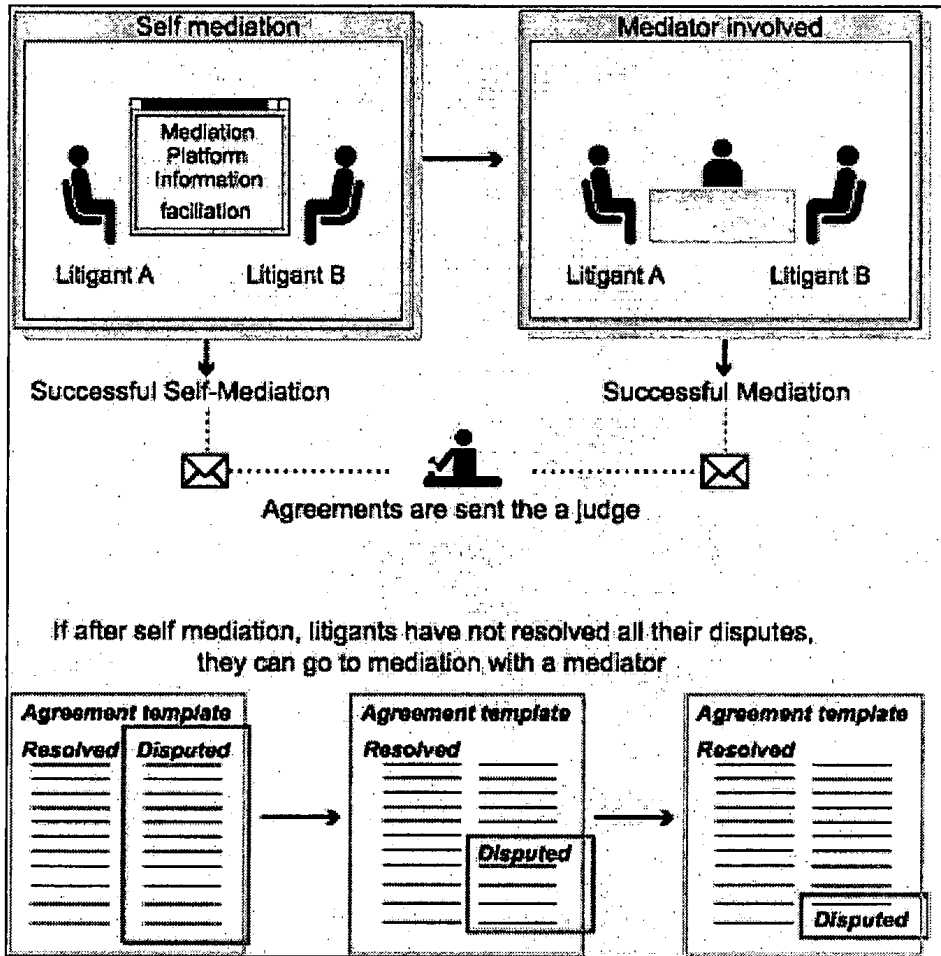 Self mediation
Mediator involved
Mediation
Platform
Information
faciliation
Litigant A
Litigant B
Litigant A
Litigant B
Successful Self-Mediation
Successful Mediation
Agreements are sent the a judge
If after self mediation, litigants have not resolved all their disputes,
they can go to mediation with a mediator
Agreement template
Resolved
Disputed
Agreement template
Resolved
Disputed
Agreement template
Resolved
Disputed